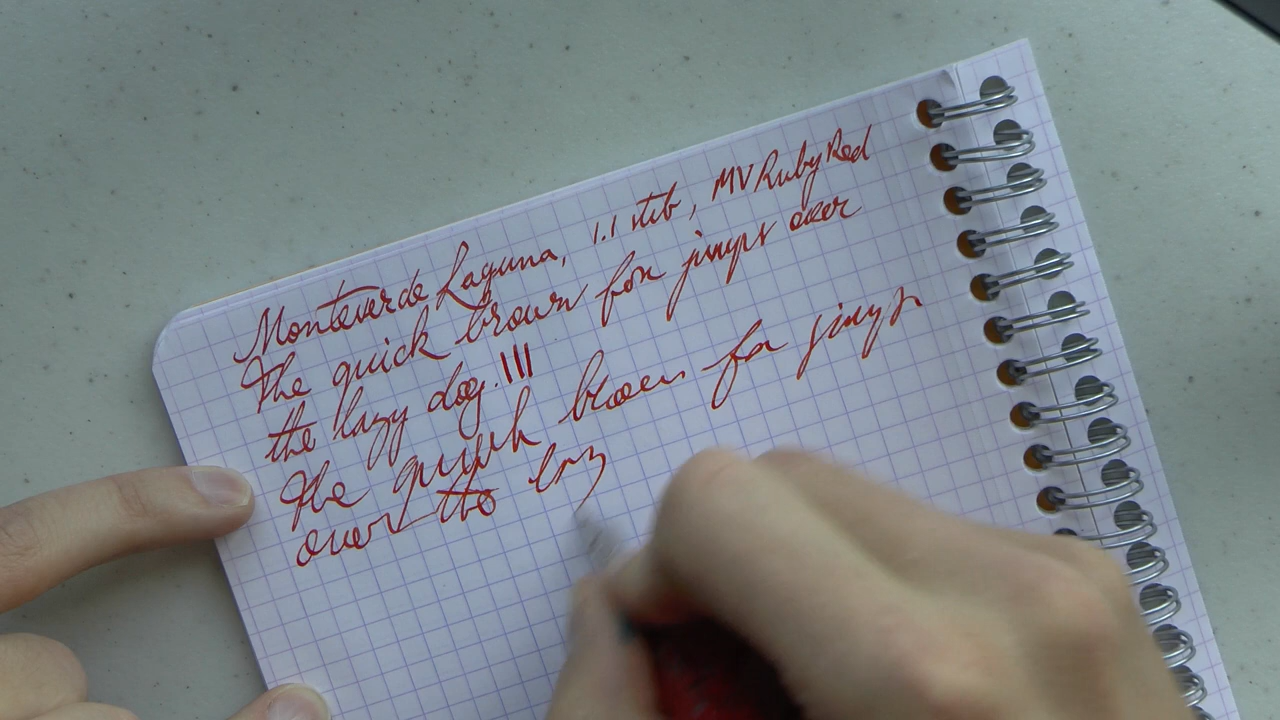 Monteverde Laguna, 1.1 stub, MV Ruby Red
The quick brown fox jumps over
the lazy dog. |||
The quick brown fox jumps
over the lazy